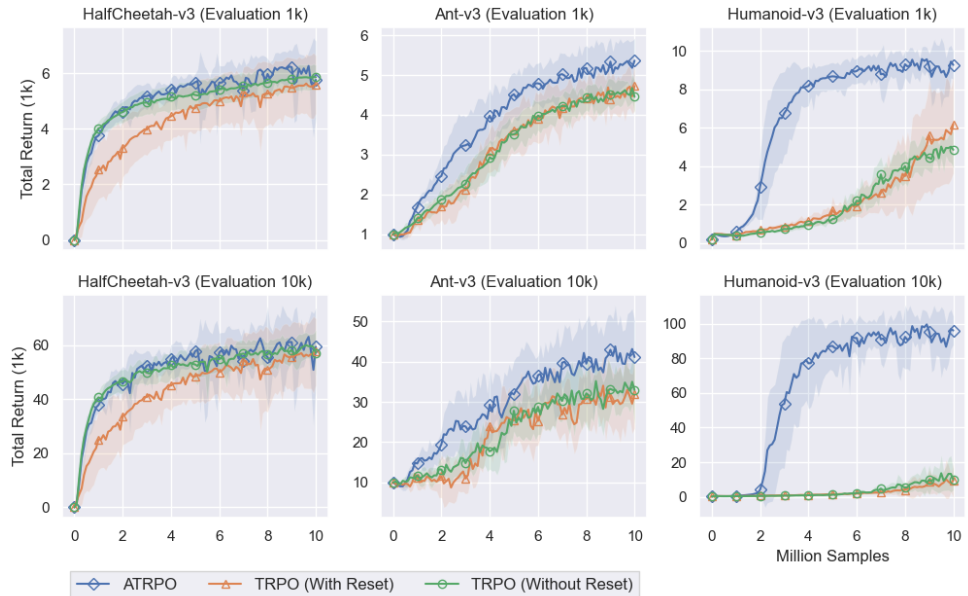 HalfCheetah-v3 (Evaluation 1k)
Ant-v3 (Evaluation 1k)
Humanoid-v3 (Evaluation 1k)
Total Return (1k)
6
4
2
0
6
5
4
3
2
1
10
8
6
4
2
0
HalfCheetah-v3 (Evaluation 10k)
Ant-v3 (Evaluation 10k)
Humanoid-v3 (Evaluation 10k)
Total Return (1k)
60
40
20
0
50
40
30
20
10
100
80
60
40
20
0
0 2 4 6 8 10
0 2 4 6 8 10
0 2 4 6 8 10
Million Samples
ATRPO
TRPO (With Reset)
TRPO (Without Reset)